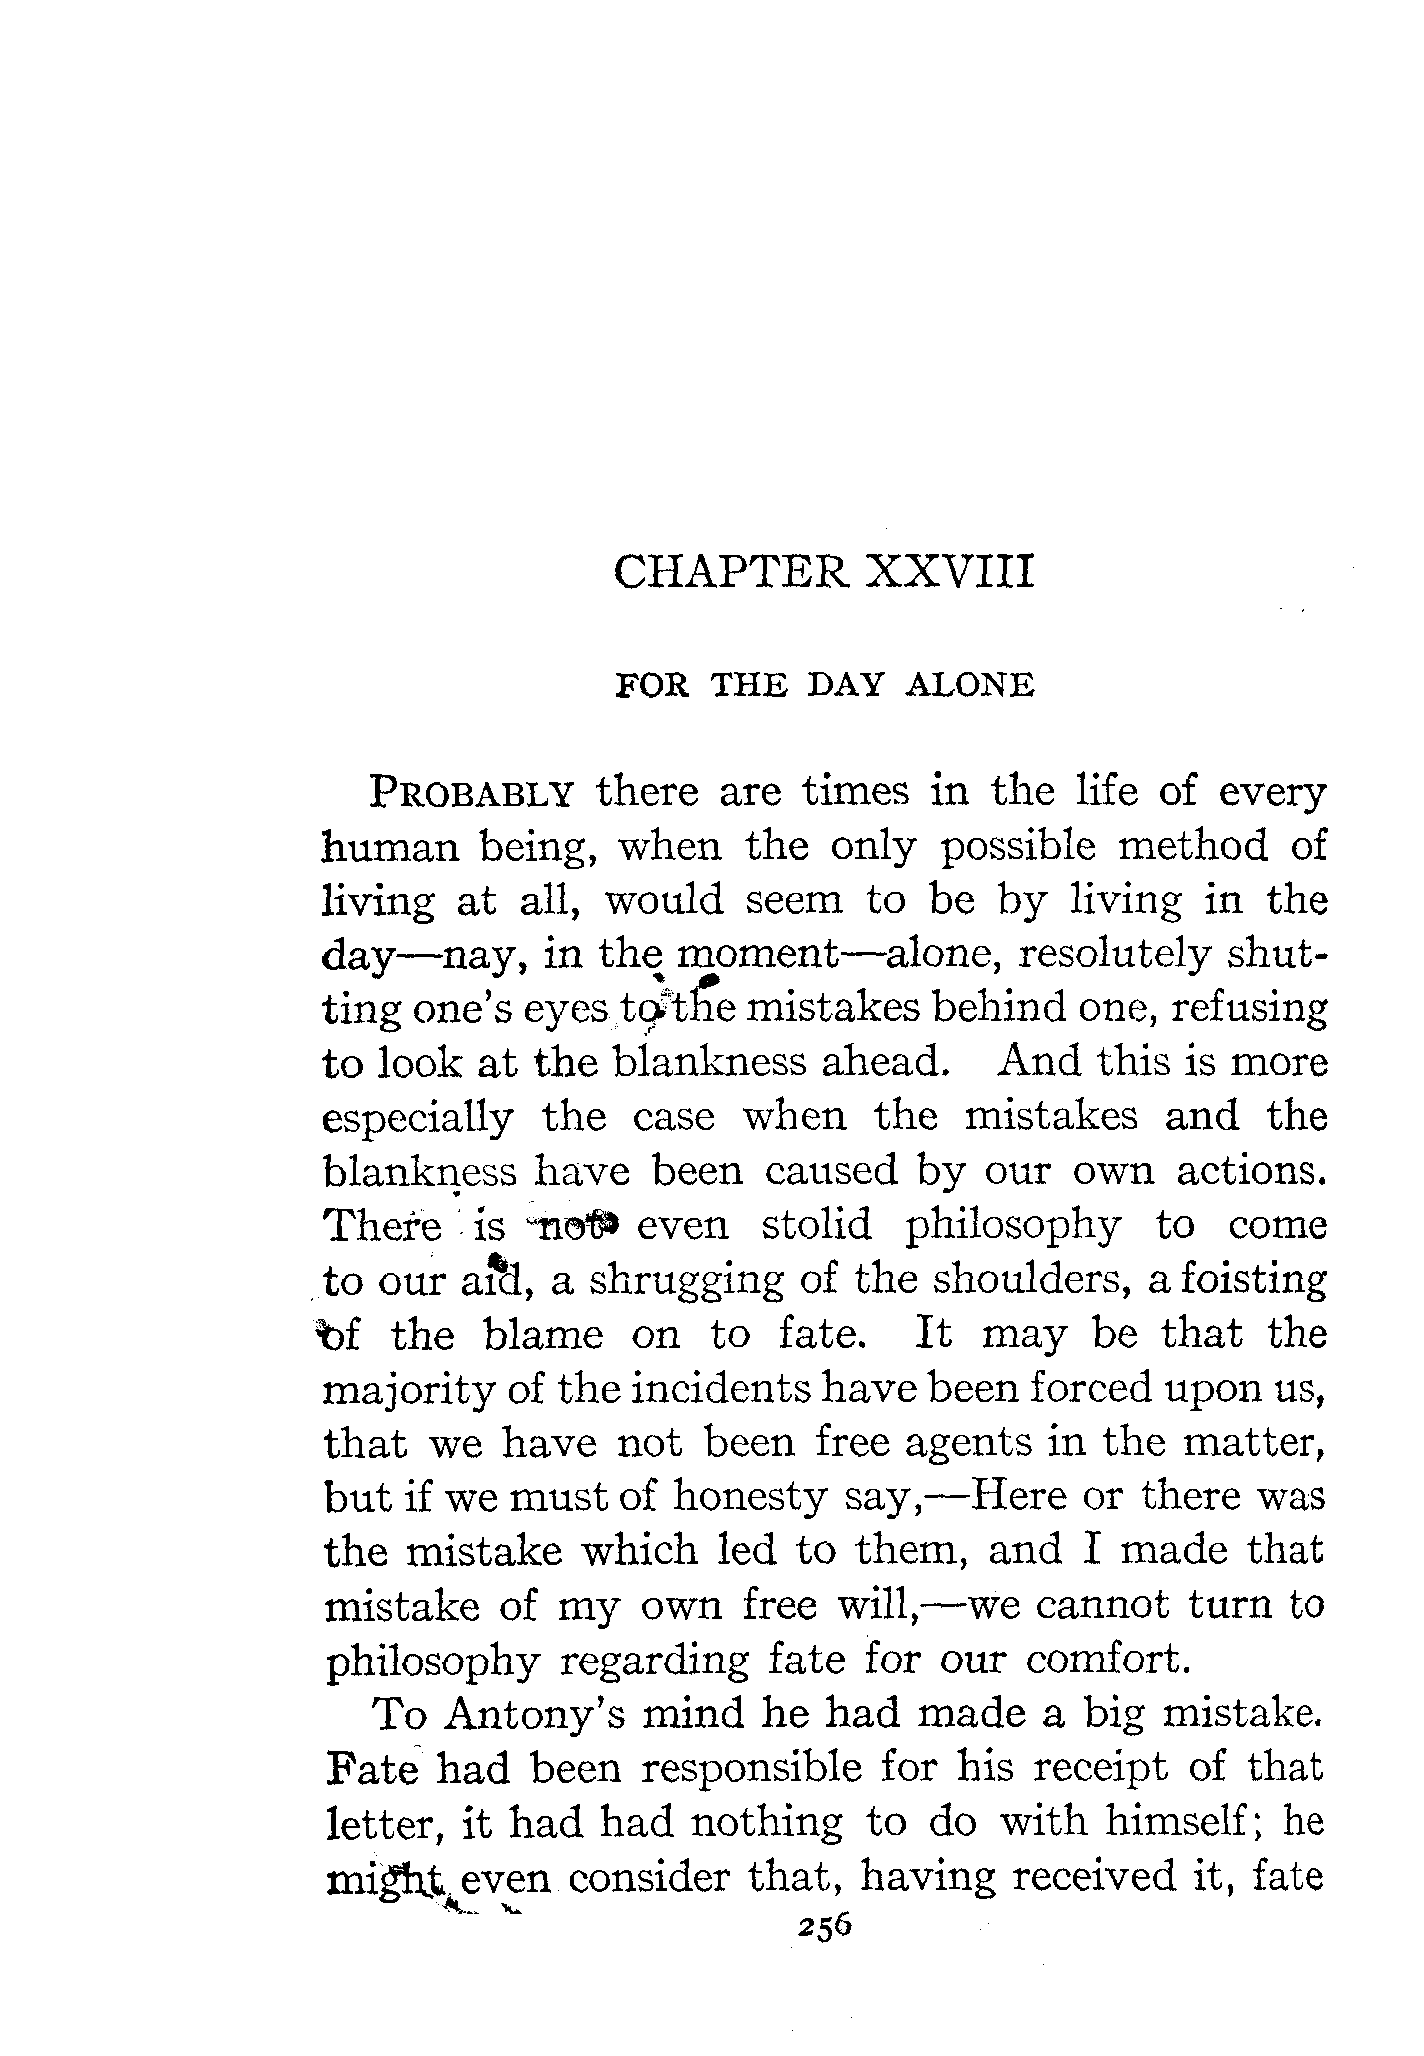 CHAPTER XXVIII
FOR THE DAY ALONE
PROBABLY there are times in the life of every
human being, when the only possible method of
living at all, would seem to be by living in the
day—nay, in the moment—alone, resolutely shut-
ting one's eyes to the mistakes behind one, refusing
to look at the blankness ahead. And this is more
especially the case when the mistakes and the
blankness have been caused by our own actions.
There is not even stolid philosophy to come
to our aid, a shrugging of the shoulders, a foisting
of the blame on to fate. It may be that the
majority of the incidents have been forced upon us,
that we have not been free agents in the matter,
but if we must of honesty say,—Here or there was
the mistake which led to them, and I made that
mistake of my own free will,—we cannot turn to
philosophy regarding fate for our comfort.
To Antony's mind he had made a big mistake.
Fate had been responsible for his receipt of that
letter, it had had nothing to do with himself; he
might even consider that, having received it, fate
256